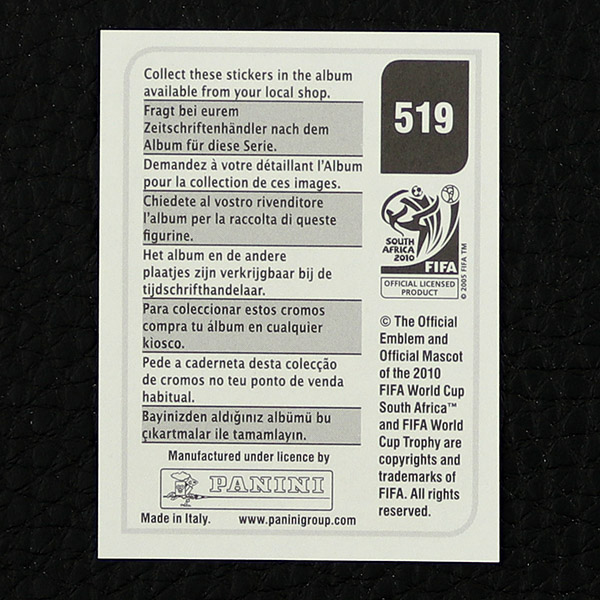 Collect these stickers in the album
available from your local shop.
Fragt bei eurem
Zeitschriftenhändler nach dem
Album für diese Serie.
Demandez à votre détaillant l'Album
pour la collection de ces images.
Chiedete al vostro rivenditore
l'album per la raccolta di queste
figurine.
Het album en de andere
plaatjes zijn verkrijgbaar bij de
tijdschrifthandelaar.
Para coleccionar estos cromos
compra tu álbum en cualquier
kiosco.
Pede a caderneta desta colecção
de cromos no teu ponto de venda
habitual.
Bayinizden aldığınız albümü bu
çıkartmalar ile tamamlayın.
Manufactured under licence by
PANINI
Made in Italy. www.paninigroup.com
519
SOUTH
AFRICA
2010
FIFA
OFFICIAL LICENSED
PRODUCT
© 2005 FIFA TM
© The Official
Emblem and
Official Mascot
of the 2010
FIFA World Cup
South Africa™
and FIFA World
Cup Trophy are
copyrights and
trademarks of
FIFA. All rights
reserved.